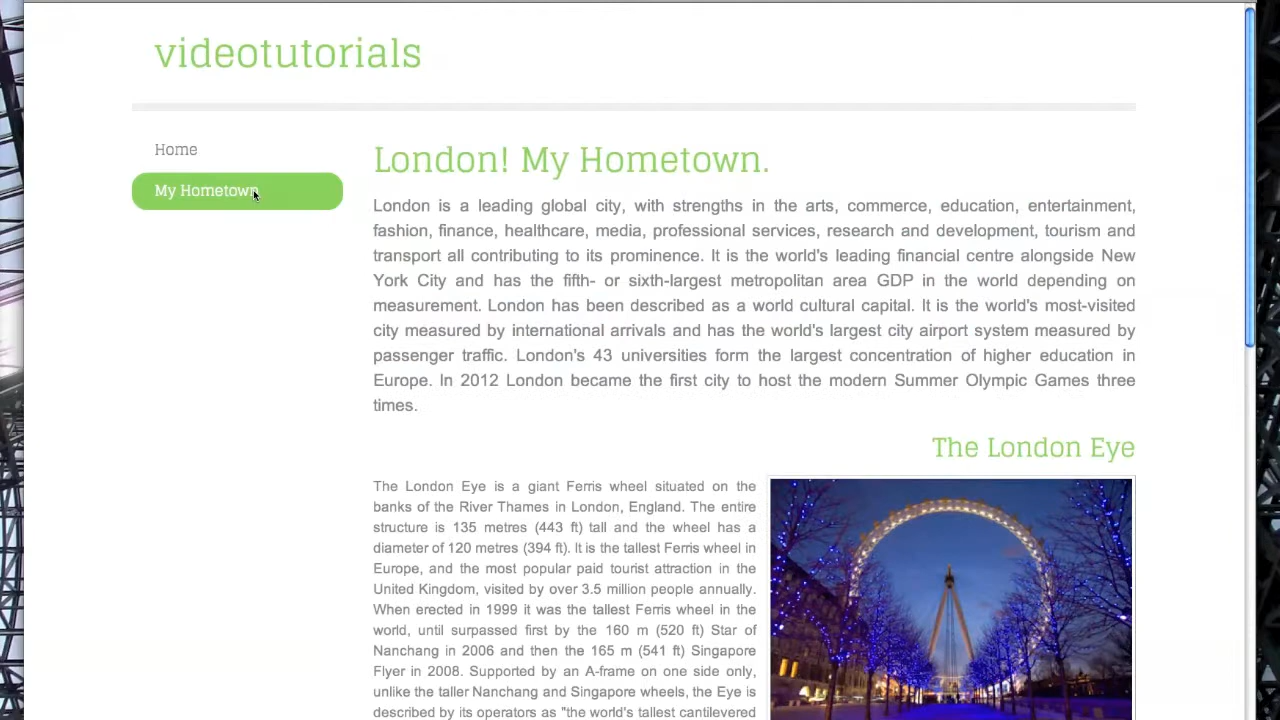 videotutorials
Home
My Hometown
London! My Hometown.
London is a leading global city, with strengths in the arts, commerce, education, entertainment,
fashion, finance, healthcare, media, professional services, research and development, tourism and
transport all contributing to its prominence. It is the world's leading financial centre alongside New
York City and has the fifth- or sixth-largest metropolitan area GDP in the world depending on
measurement. London has been described as a world cultural capital. It is the world's most-visited
city measured by international arrivals and has the world's largest city airport system measured by
passenger traffic. London's 43 universities form the largest concentration of higher education in
Europe. In 2012 London became the first city to host the modern Summer Olympic Games three
times.
The London Eye
The London Eye is a giant Ferris wheel situated on the
banks of the River Thames in London, England. The entire
structure is 135 metres (443 ft) tall and the wheel has a
diameter of 120 metres (394 ft). It is the tallest Ferris wheel in
Europe, and the most popular paid tourist attraction in the
United Kingdom, visited by over 3.5 million people annually.
When erected in 1999 it was the tallest Ferris wheel in the
world, until surpassed first by the 160 m (520 ft) Star of
Nanchang in 2006 and then the 165 m (541 ft) Singapore
Flyer in 2008. Supported by an A-frame on one side only,
unlike the taller Nanchang and Singapore wheels, the Eye is
described by its operators as "the world's tallest cantilevered